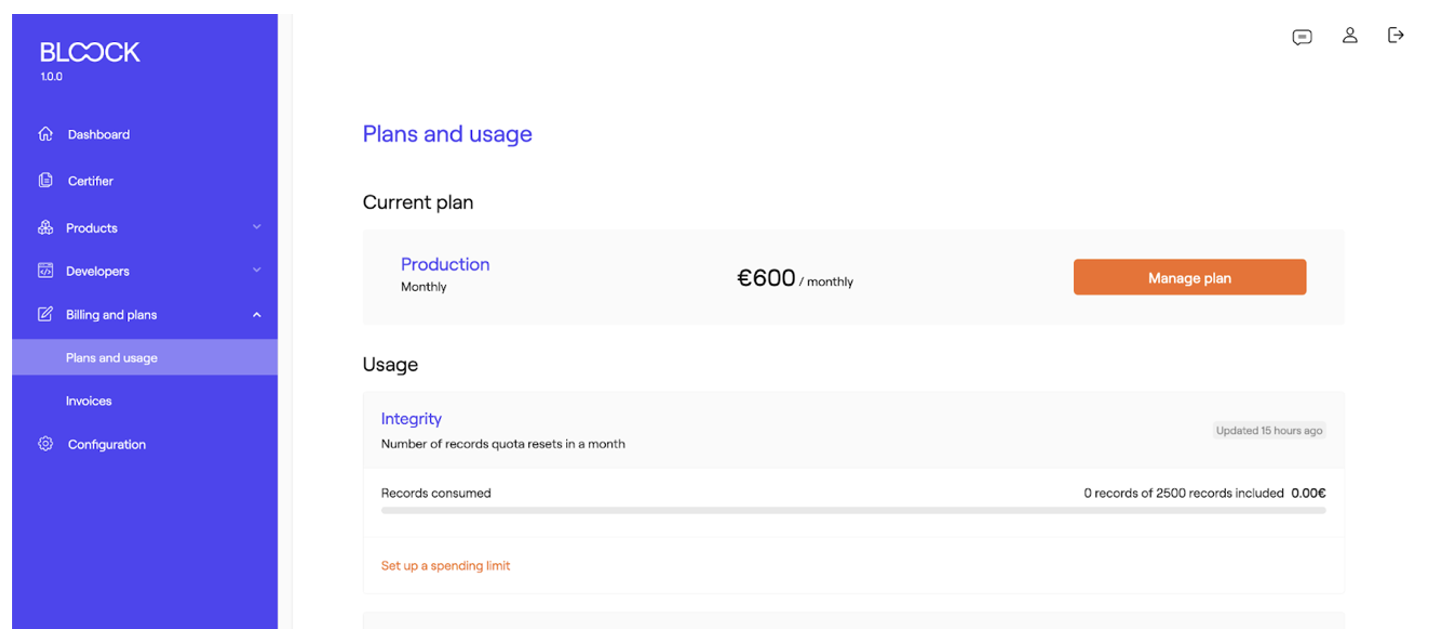 BLOOCK
1.0.0
Dashboard
Certifier
Products
Developers
Billing and plans
Plans and usage
Invoices
Configuration
Plans and usage
Current plan
Production
Monthly
€600 / monthly
Manage plan
Usage
Integrity
Number of records quota resets in a month
Updated 15 hours ago
Records consumed
0 records of 2500 records included 0.00€
Set up a spending limit